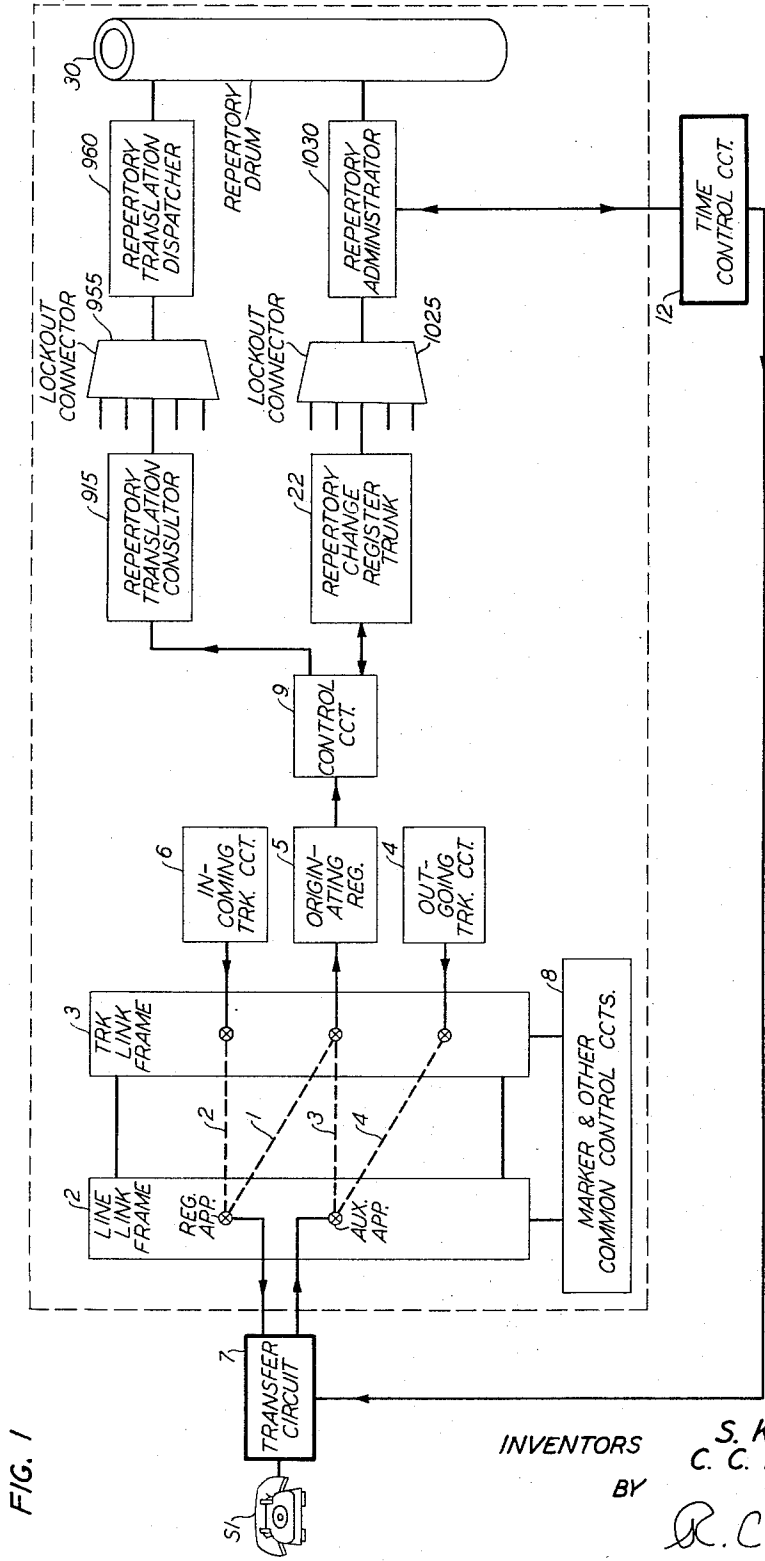 FIG. 1
S1
7
TRANSFER
CIRCUIT
2
LINE
LINK
FRAME
REG.
APP.
AUX.
APP.
2
1
3
4
3
TRK
LINK
FRAME
8
MARKER & OTHER
COMMON CONTROL CCTS.
6
IN-
COMING
TRK. CCT.
5
ORIGIN-
ATING
REG.
4
OUT-
GOING
TRK. CCT.
9
CONTROL
CCT.
915
REPERTORY
TRANSLATION
CONSULTOR
22
REPERTORY
CHANGE
REGISTER
TRUNK
LOCKOUT
CONNECTOR
955
LOCKOUT
CONNECTOR
1025
960
REPERTORY
TRANSLATION
DISPATCHER
1030
REPERTORY
ADMINISTRATOR
30
REPERTORY
DRUM
12
TIME
CONTROL CCT.
INVENTORS
S. K
C. C.
BY
R. C